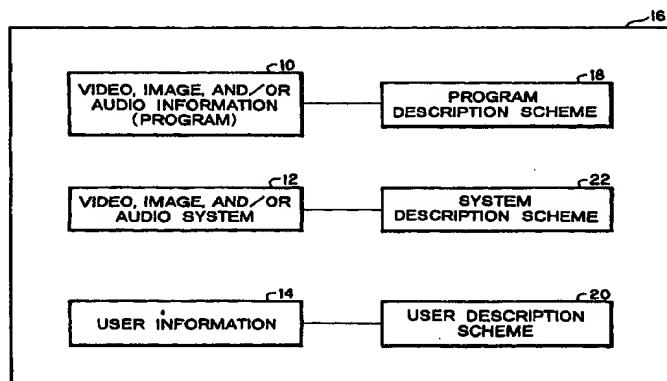 16
10
VIDEO, IMAGE, AND/OR
AUDIO INFORMATION
(PROGRAM)
18
PROGRAM
DESCRIPTION SCHEME
12
VIDEO, IMAGE, AND/OR
AUDIO SYSTEM
22
SYSTEM
DESCRIPTION SCHEME
14
USER INFORMATION
20
USER DESCRIPTION
SCHEME